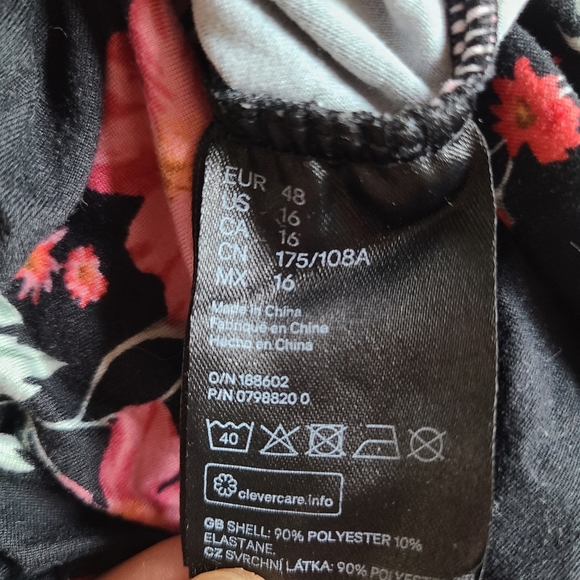 EUR 48
US 16
CA 16
CN 175/108A
MX 16
Made in China
Fabriqué en Chine
Hecho en China
O/N 188602
P/N 0798820 0
40
clevercare.info
GB SHELL: 90% POLYESTER 10%
ELASTANE.
CZ SVRCHNÍ LÁTKA: 90% POLYESTER